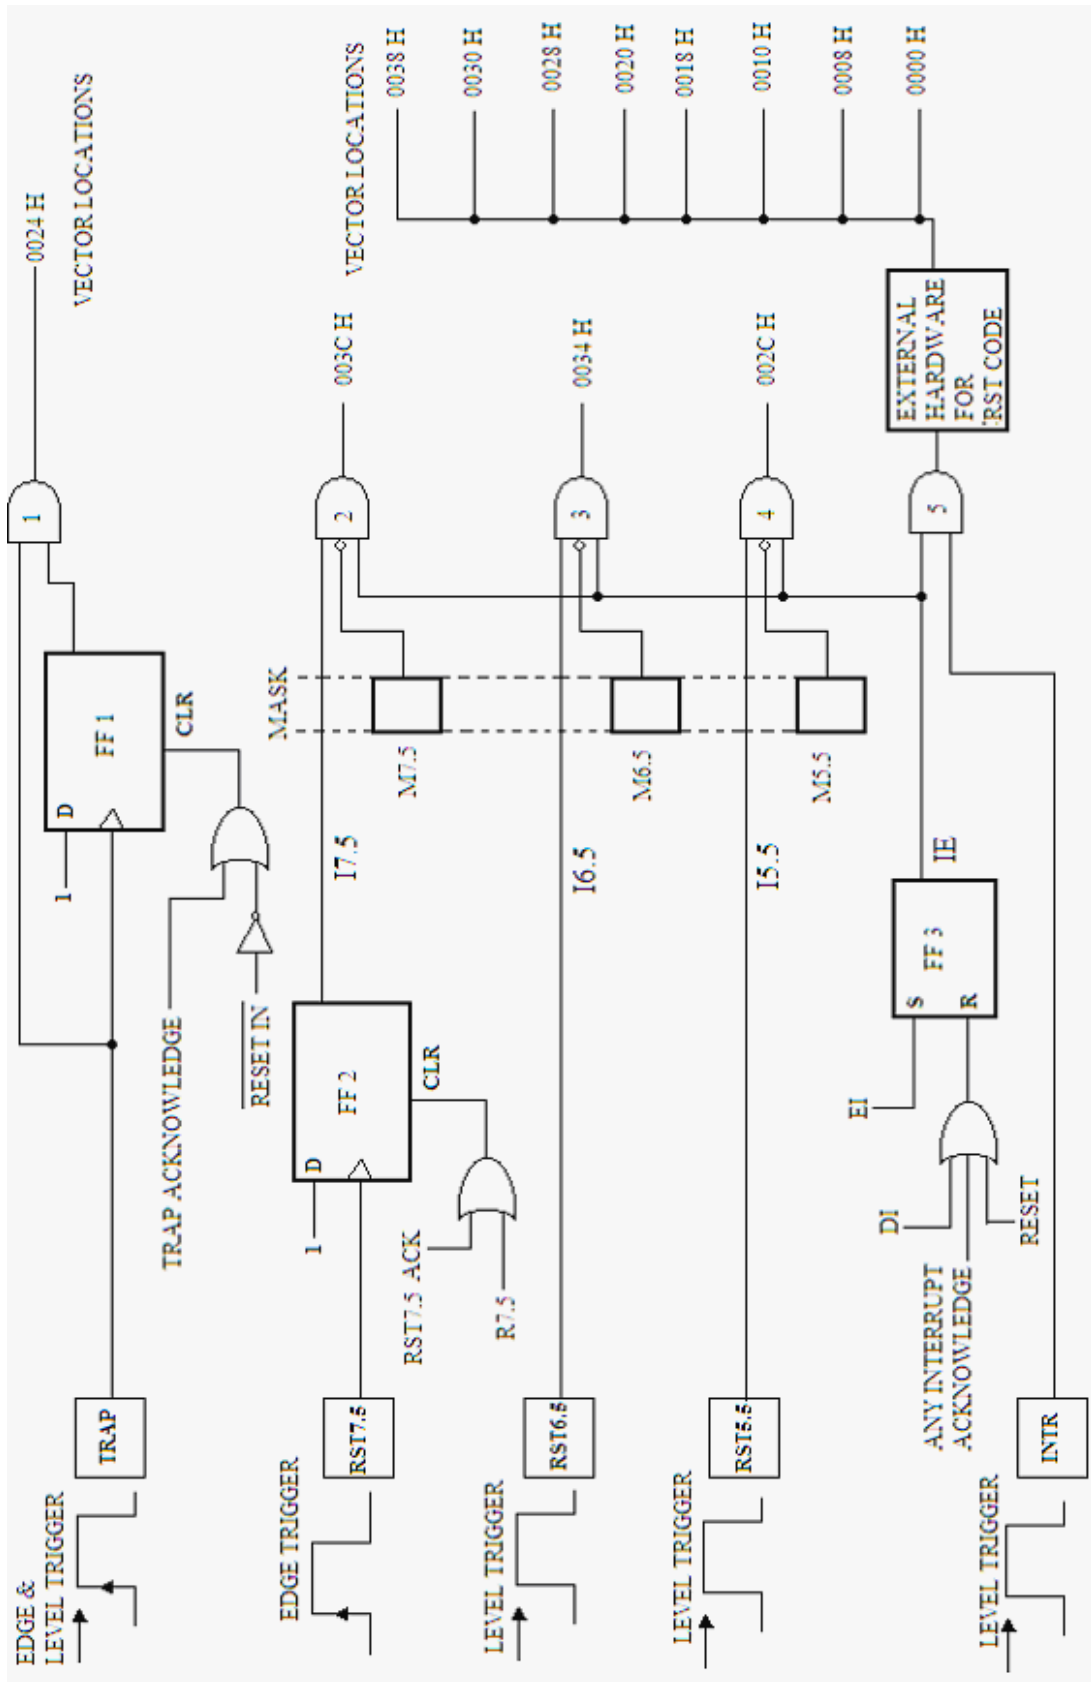 EDGE &
LEVEL TRIGGER
TRAP
1
D
FF 1
CLR
TRAP ACKNOWLEDGE
RESET IN
1
0024 H
VECTOR LOCATIONS
EDGE TRIGGER
RST7.5
1
D
FF 2
CLR
RST7.5 ACK
R7.5
I7.5
MASK
M7.5
2
003C H
VECTOR LOCATIONS
LEVEL TRIGGER
RST6.5
I6.5
M6.5
3
0034 H
LEVEL TRIGGER
RST5.5
I5.5
M5.5
4
002C H
EI
S
R
FF 3
IE
DI
ANY INTERRUPT
ACKNOWLEDGE
RESET
LEVEL TRIGGER
INTR
5
EXTERNAL
HARDWARE
FOR
RST CODE
0038 H
0030 H
0028 H
0020 H
0018 H
0010 H
0008 H
0000 H